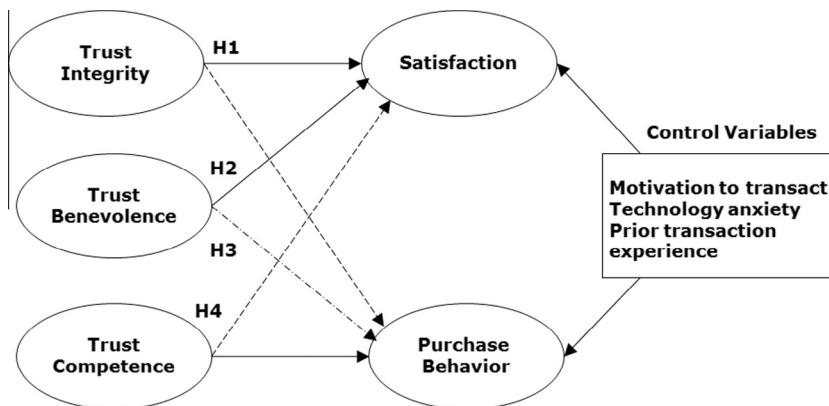 Trust
Integrity
H1
Satisfaction
Control Variables
Trust
Benevolence
H2
H3
Motivation to transact
Technology anxiety
Prior transaction
experience
Trust
Competence
H4
Purchase
Behavior